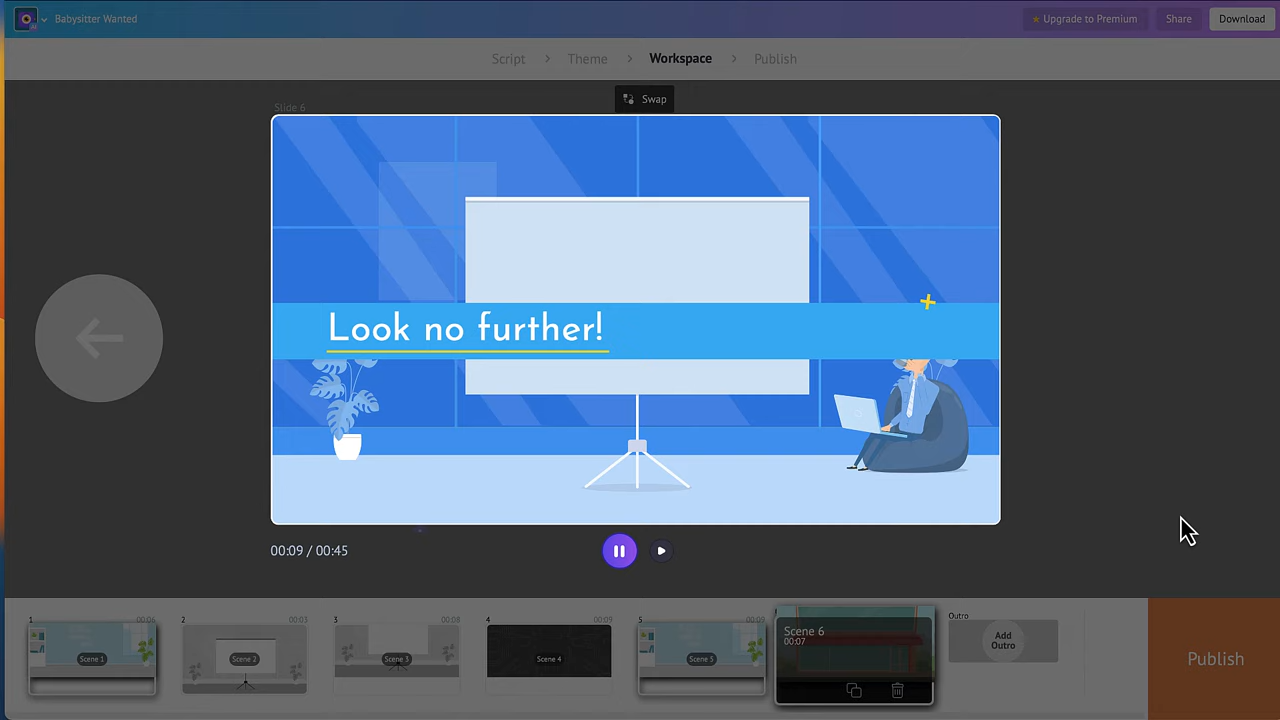 Babysitter Wanted
Upgrade to Premium
Share
Download
Script > Theme > Workspace > Publish
Slide 6
Swap
Look no further!
00:09 / 00:45
1
2
00:03
3
00:08
4
00:09
5
Outro
Scene 1
Scene 2
Scene 3
Scene 4
Scene 5
Scene 6
00:07
Add
Outro
Publish